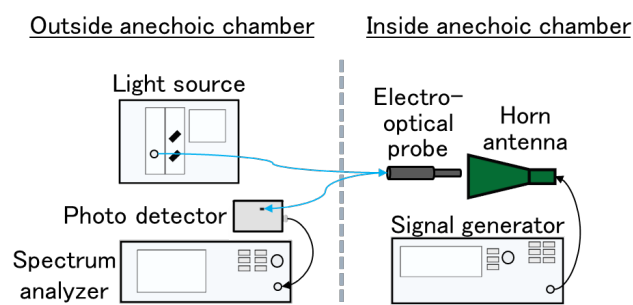 Outside anechoic chamber
Inside anechoic chamber
Light source
Electro-
optical
probe
Horn
antenna
Photo detector
Signal generator
Spectrum
analyzer